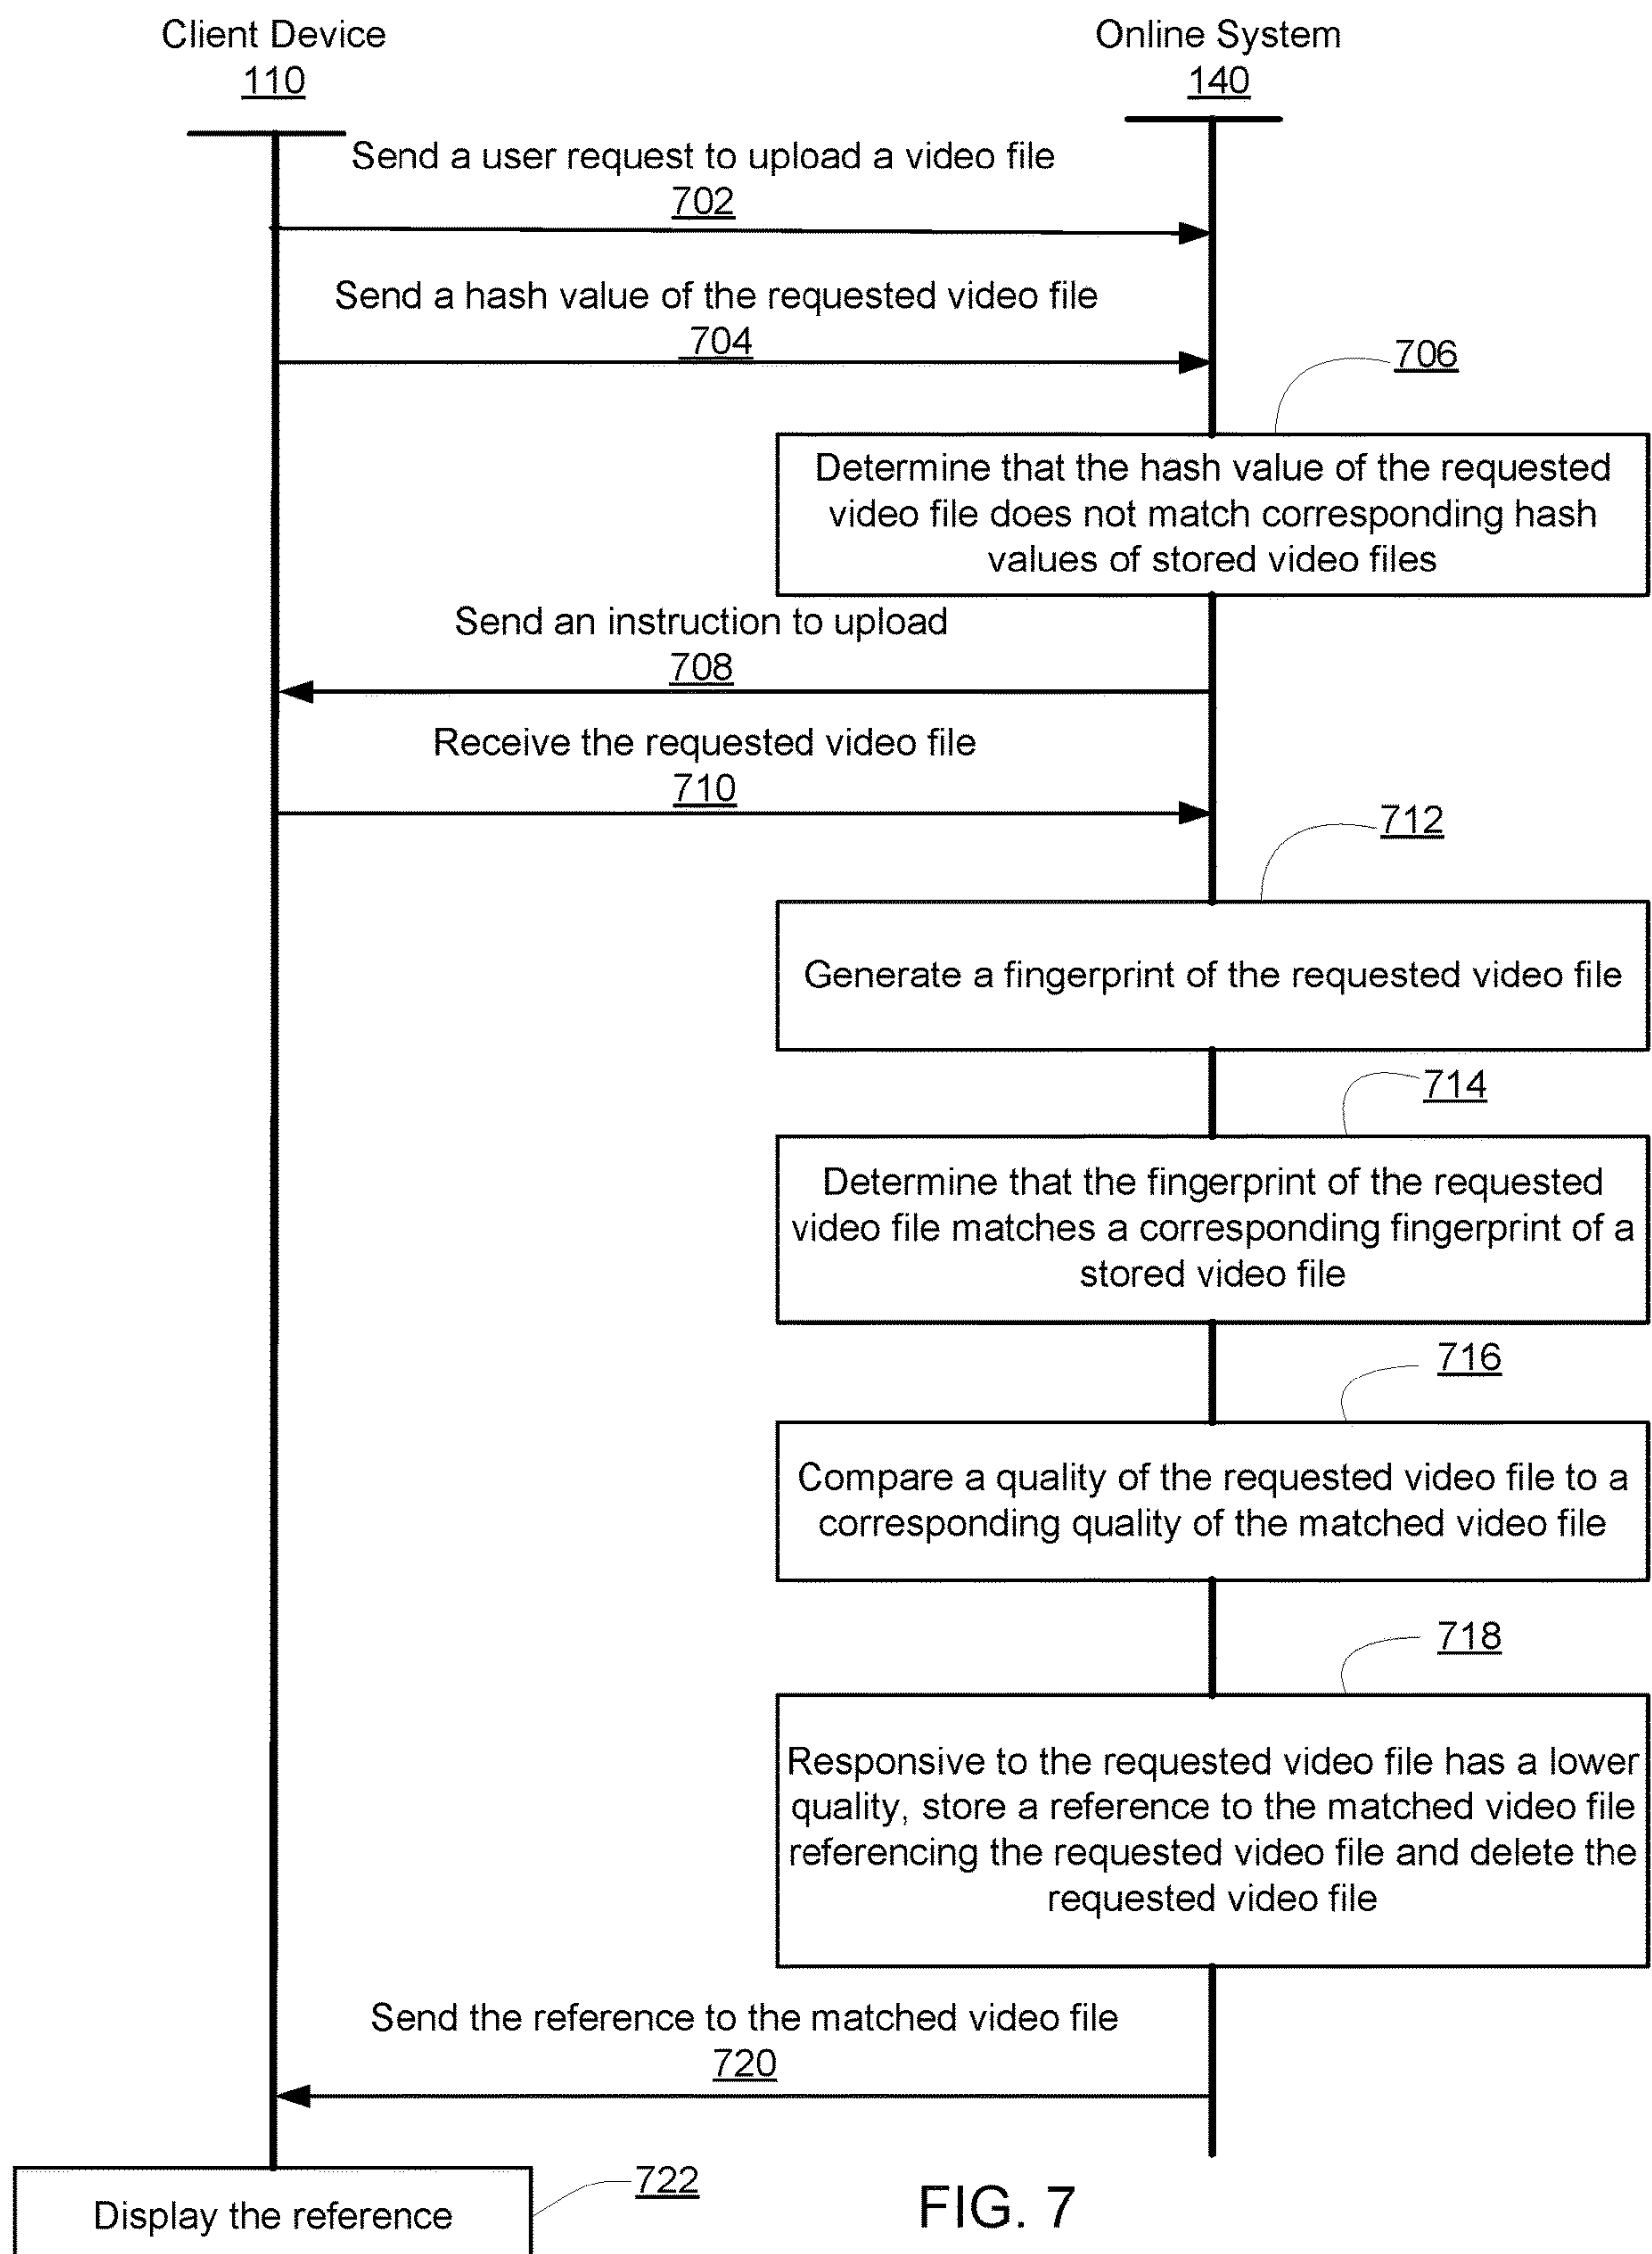 Client Device
110
Online System
140
Send a user request to upload a video file
702
Send a hash value of the requested video file
704
706
Determine that the hash value of the requested
video file does not match corresponding hash
values of stored video files
Send an instruction to upload
708
Receive the requested video file
710
712
Generate a fingerprint of the requested video file
714
Determine that the fingerprint of the requested
video file matches a corresponding fingerprint of a
stored video file
716
Compare a quality of the requested video file to a
corresponding quality of the matched video file
718
Responsive to the requested video file has a lower
quality, store a reference to the matched video file
referencing the requested video file and delete the
requested video file
Send the reference to the matched video file
720
722
Display the reference
FIG. 7